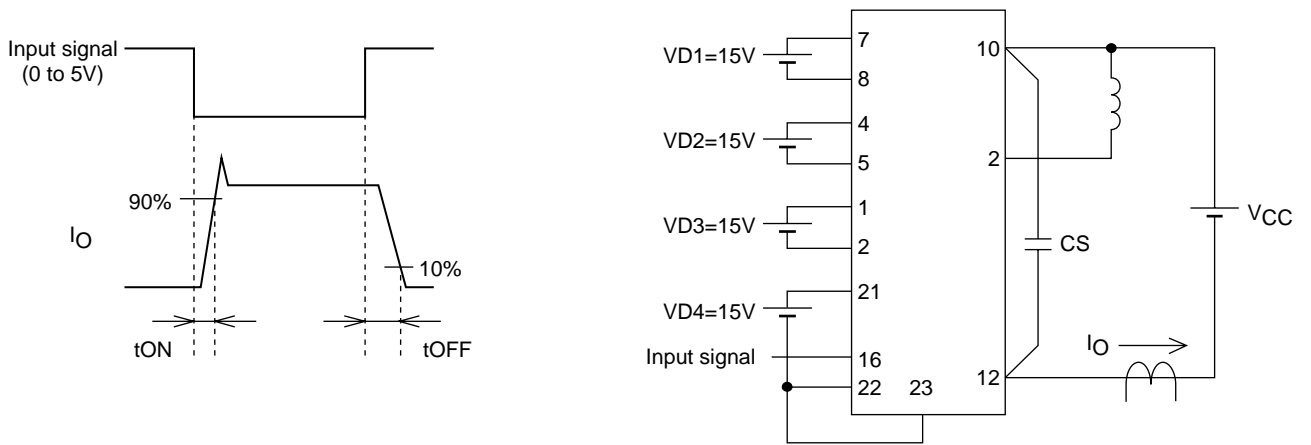 Input signal
(0 to 5V)
90%
IO
10%
tON
tOFF
VD1=15V
7
8
VD2=15V
4
5
VD3=15V
1
2
VD4=15V
21
Input signal
16
22
23
10
2
12
CS
VCC
IO